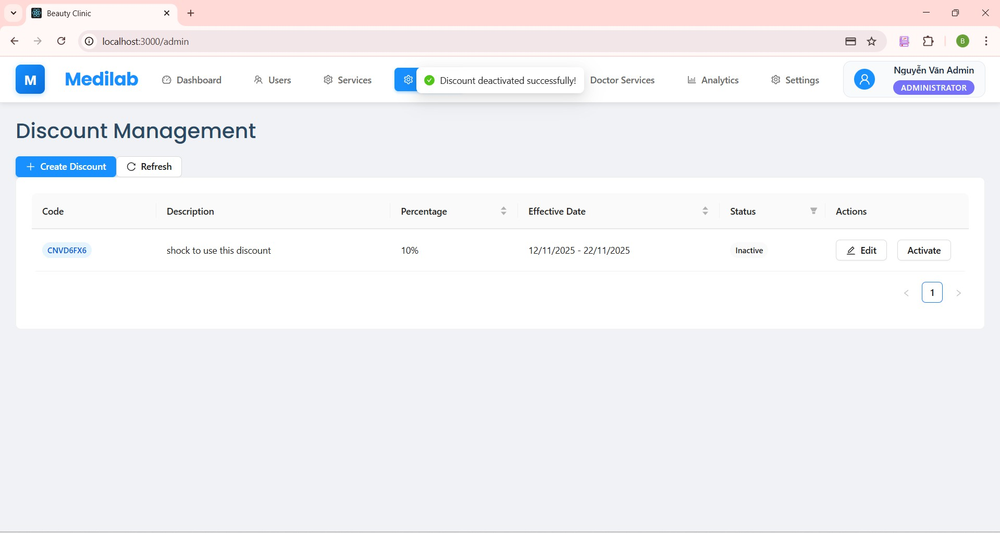 Beauty Clinic
localhost:3000/admin
B
M
Medilab
Dashboard
Users
Services
Discount deactivated successfully!
Doctor Services
Analytics
Settings
Nguyễn Văn Admin
ADMINISTRATOR
Discount Management
Create Discount
Refresh
Code Description Percentage Effective Date Status Actions
CNVD6FX6 shock to use this discount 10% 12/11/2025 - 22/11/2025 Inactive Edit Activate
1